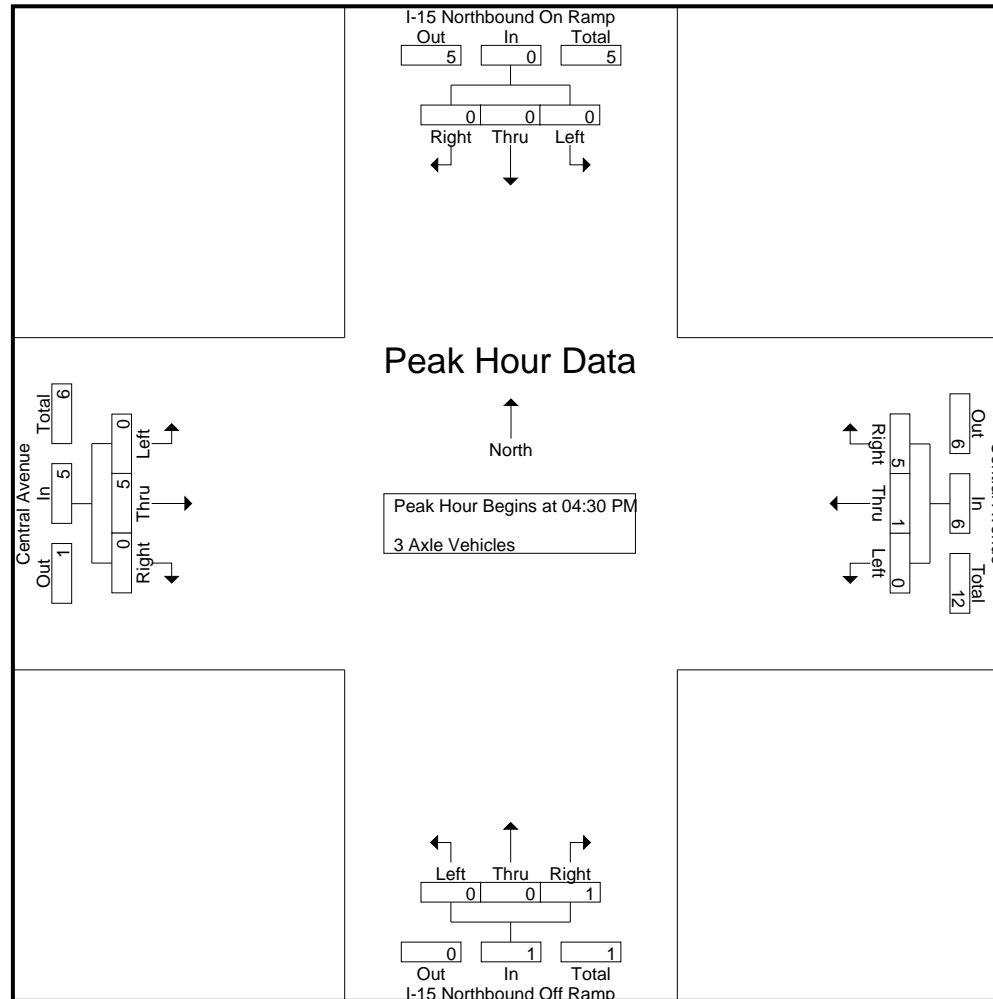 I-15 Northbound On Ramp
Out In Total
5 0 5
0 0 0
Right Thru Left
Peak Hour Data
North
Peak Hour Begins at 04:30 PM
3 Axle Vehicles
Central Avenue
Total In Out
6 5 1
0 5 0
Left Thru Right
Right Thru Left
5 1 0
6 6 12
Out In Total
Left Thru Right
0 0 1
0 1 1
Out In Total
I-15 Northbound Off Ramp